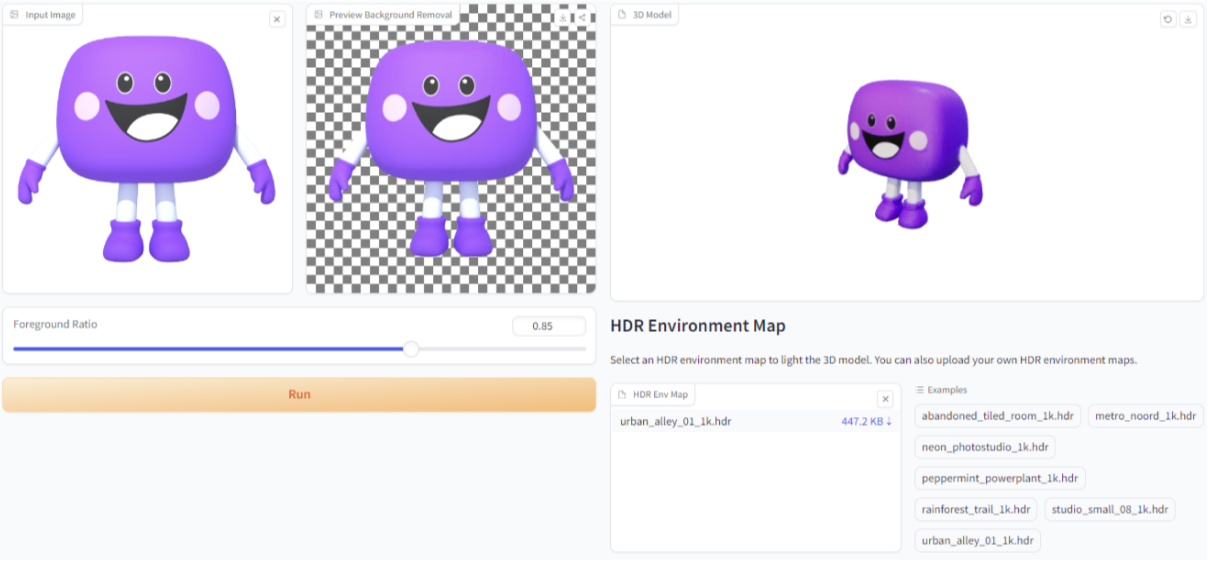 Input Image
Preview Background Removal
3D Model
Foreground Ratio
0.85
Run
HDR Environment Map
Select an HDR environment map to light the 3D model. You can also upload your own HDR environment maps.
HDR Env Map
urban_alley_01_1k.hdr 447.2 KB ↓
Examples
abandoned_tiled_room_1k.hdr metro_noord_1k.hdr
neon_photostudio_1k.hdr
peppermint_powerplant_1k.hdr
rainforest_trail_1k.hdr studio_small_08_1k.hdr
urban_alley_01_1k.hdr